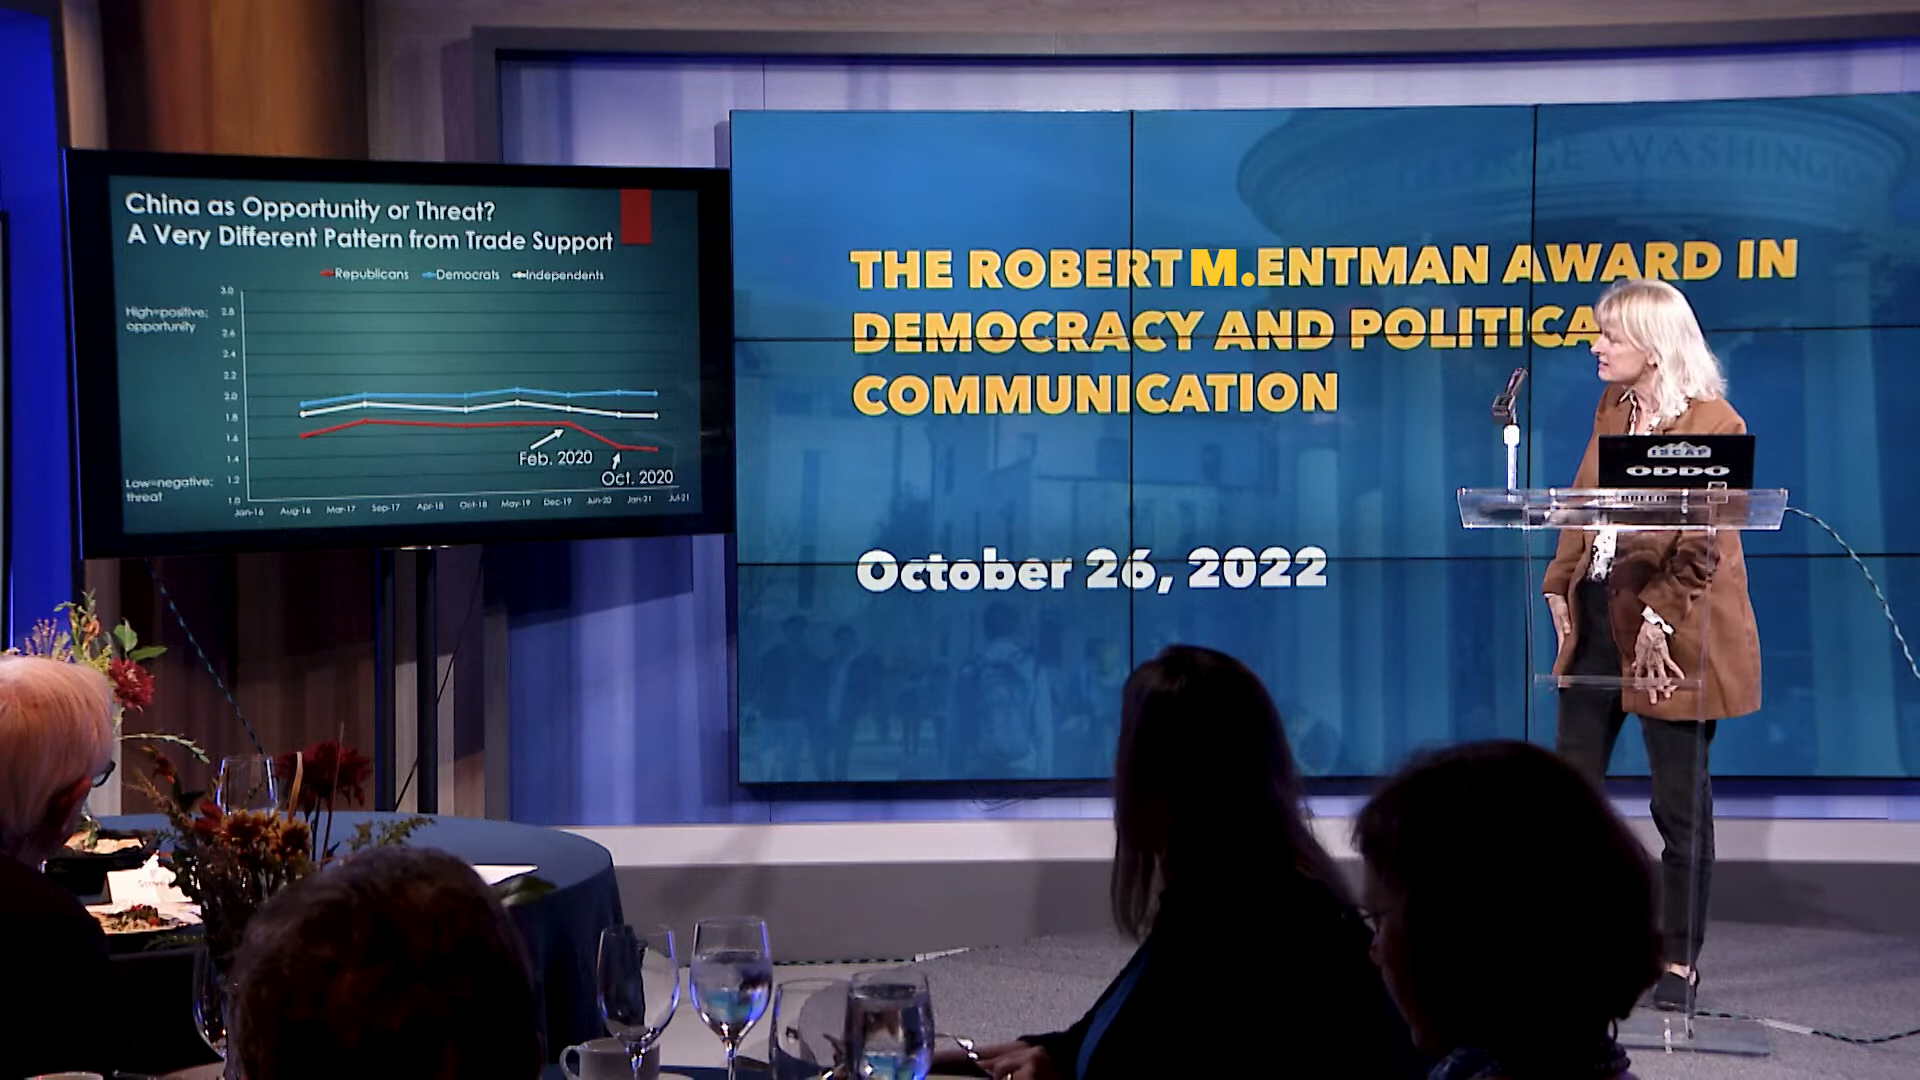 China as Opportunity or Threat?
A Very Different Pattern from Trade Support
Republicans Democrats Independents
High=positive;
opportunity
3.0
2.8
2.6
2.4
2.2
2.0
1.8
1.6
1.4
1.2
1.0
Feb. 2020
Oct. 2020
Low=negative;
threat
Jan-16 Aug-16 Mar-17 Sep-17 Apr-18 Oct-18 May-19 Dec-19 Jun-20 Jan-21 Jul-21
GEORGE WASHING
THE ROBERT M.ENTMAN AWARD IN
DEMOCRACY AND POLITICA
COMMUNICATION
October 26, 2022